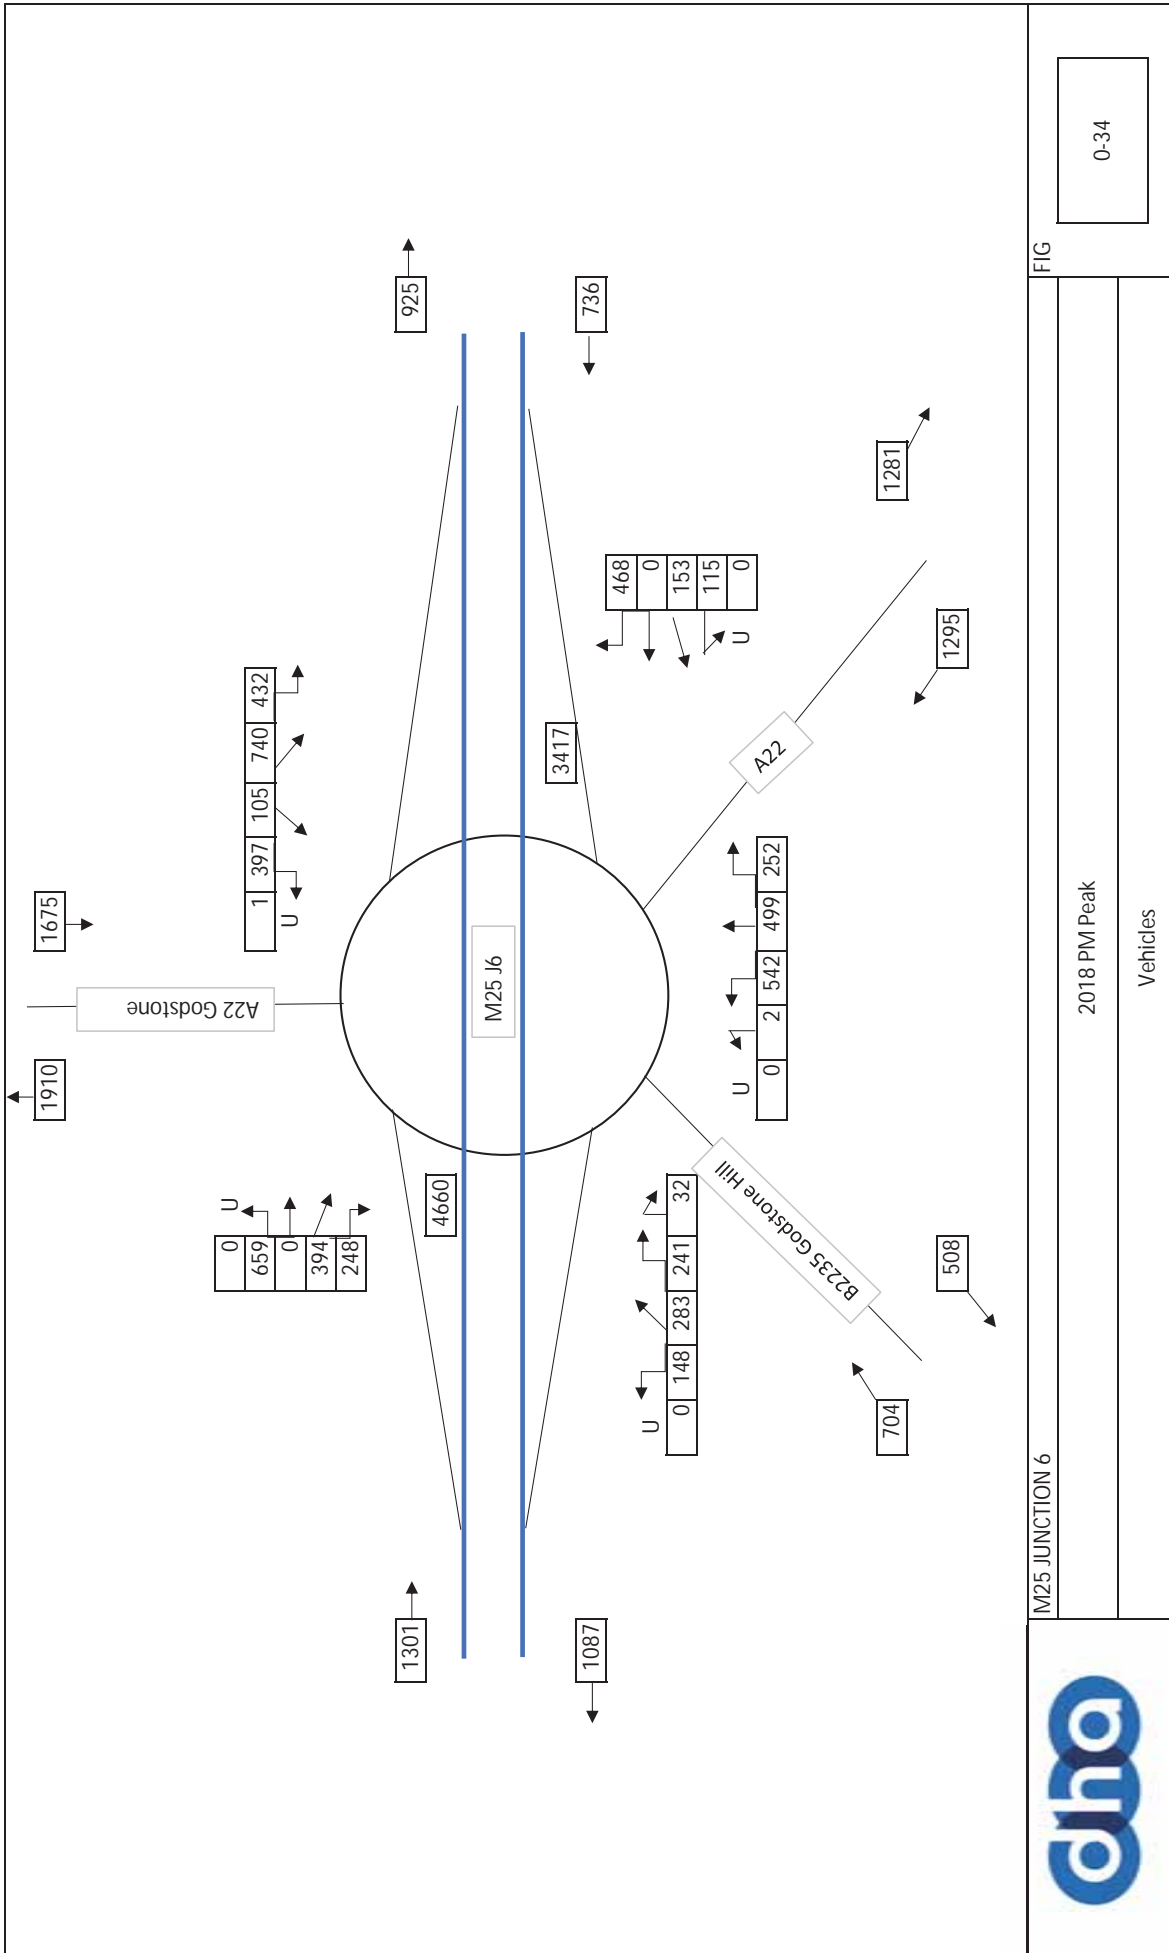 1910
1675
A22 Godstone
1 397 105 740 432
U
U
0
659
0
394
248
1301
925
4660
M25 J6
3417
1087
736
468
0
153
115
0
U
U
0 148 283 241 32
U
0 2 542 499 252
A22
B2235 Godstone Hill
704
1281
508
1295
dha
M25 JUNCTION 6
FIG
2018 PM Peak
0-34
Vehicles